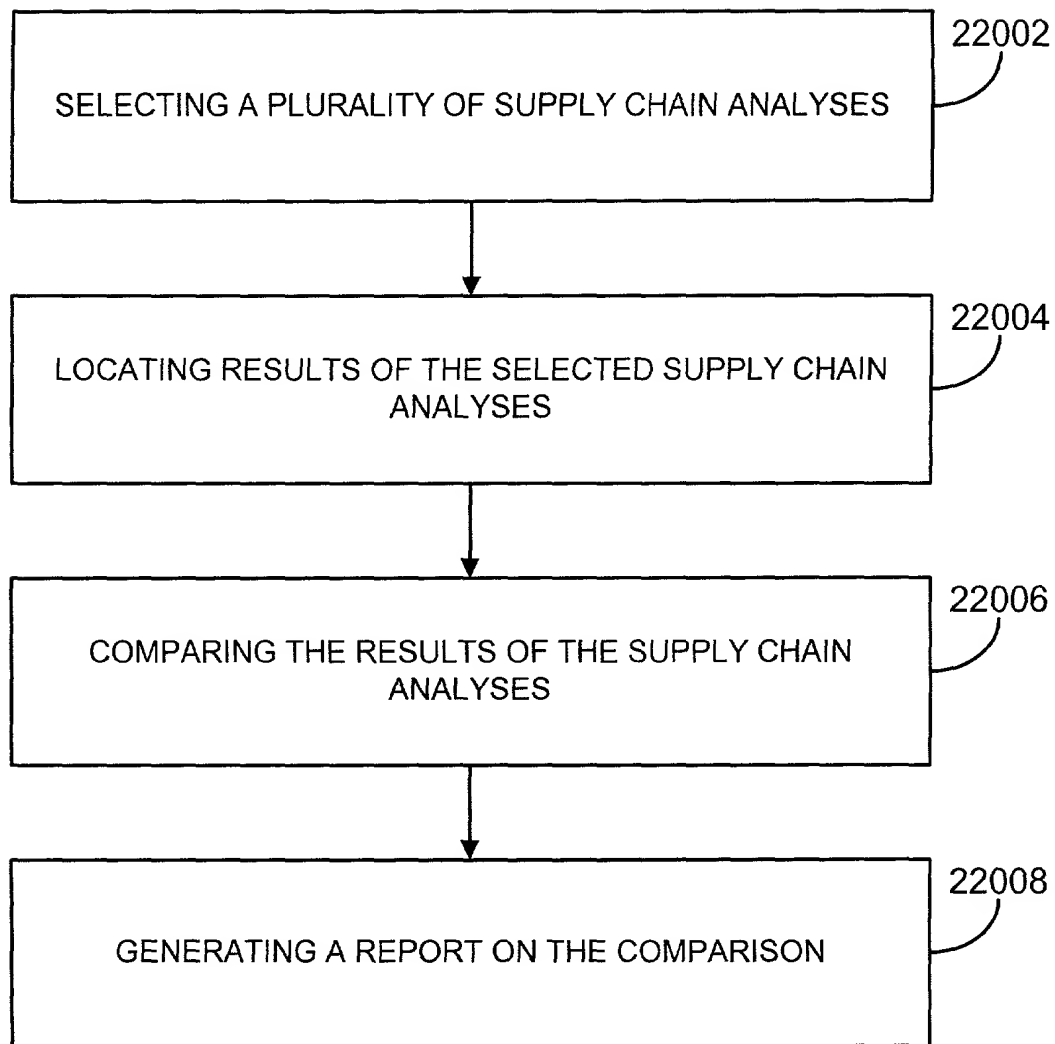 22002
SELECTING A PLURALITY OF SUPPLY CHAIN ANALYSES
22004
LOCATING RESULTS OF THE SELECTED SUPPLY CHAIN
ANALYSES
22006
COMPARING THE RESULTS OF THE SUPPLY CHAIN
ANALYSES
22008
GENERATING A REPORT ON THE COMPARISON